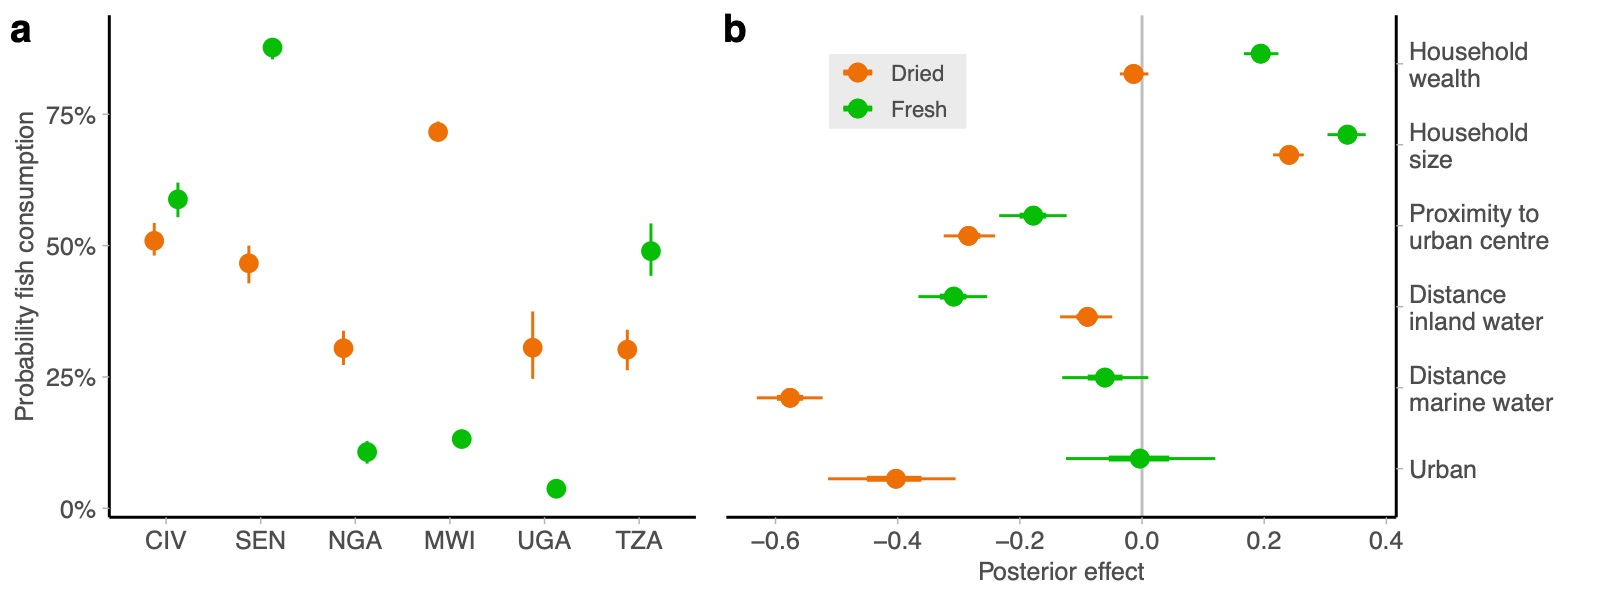 a
Probability fish consumption
75%
50%
25%
0%
CIV SEN NGA MWI UGA TZA
b
Dried
Fresh
Household
wealth
Household
size
Proximity to
urban centre
Distance
inland water
Distance
marine water
Urban
−0.6 −0.4 −0.2 0.0 0.2 0.4
Posterior effect